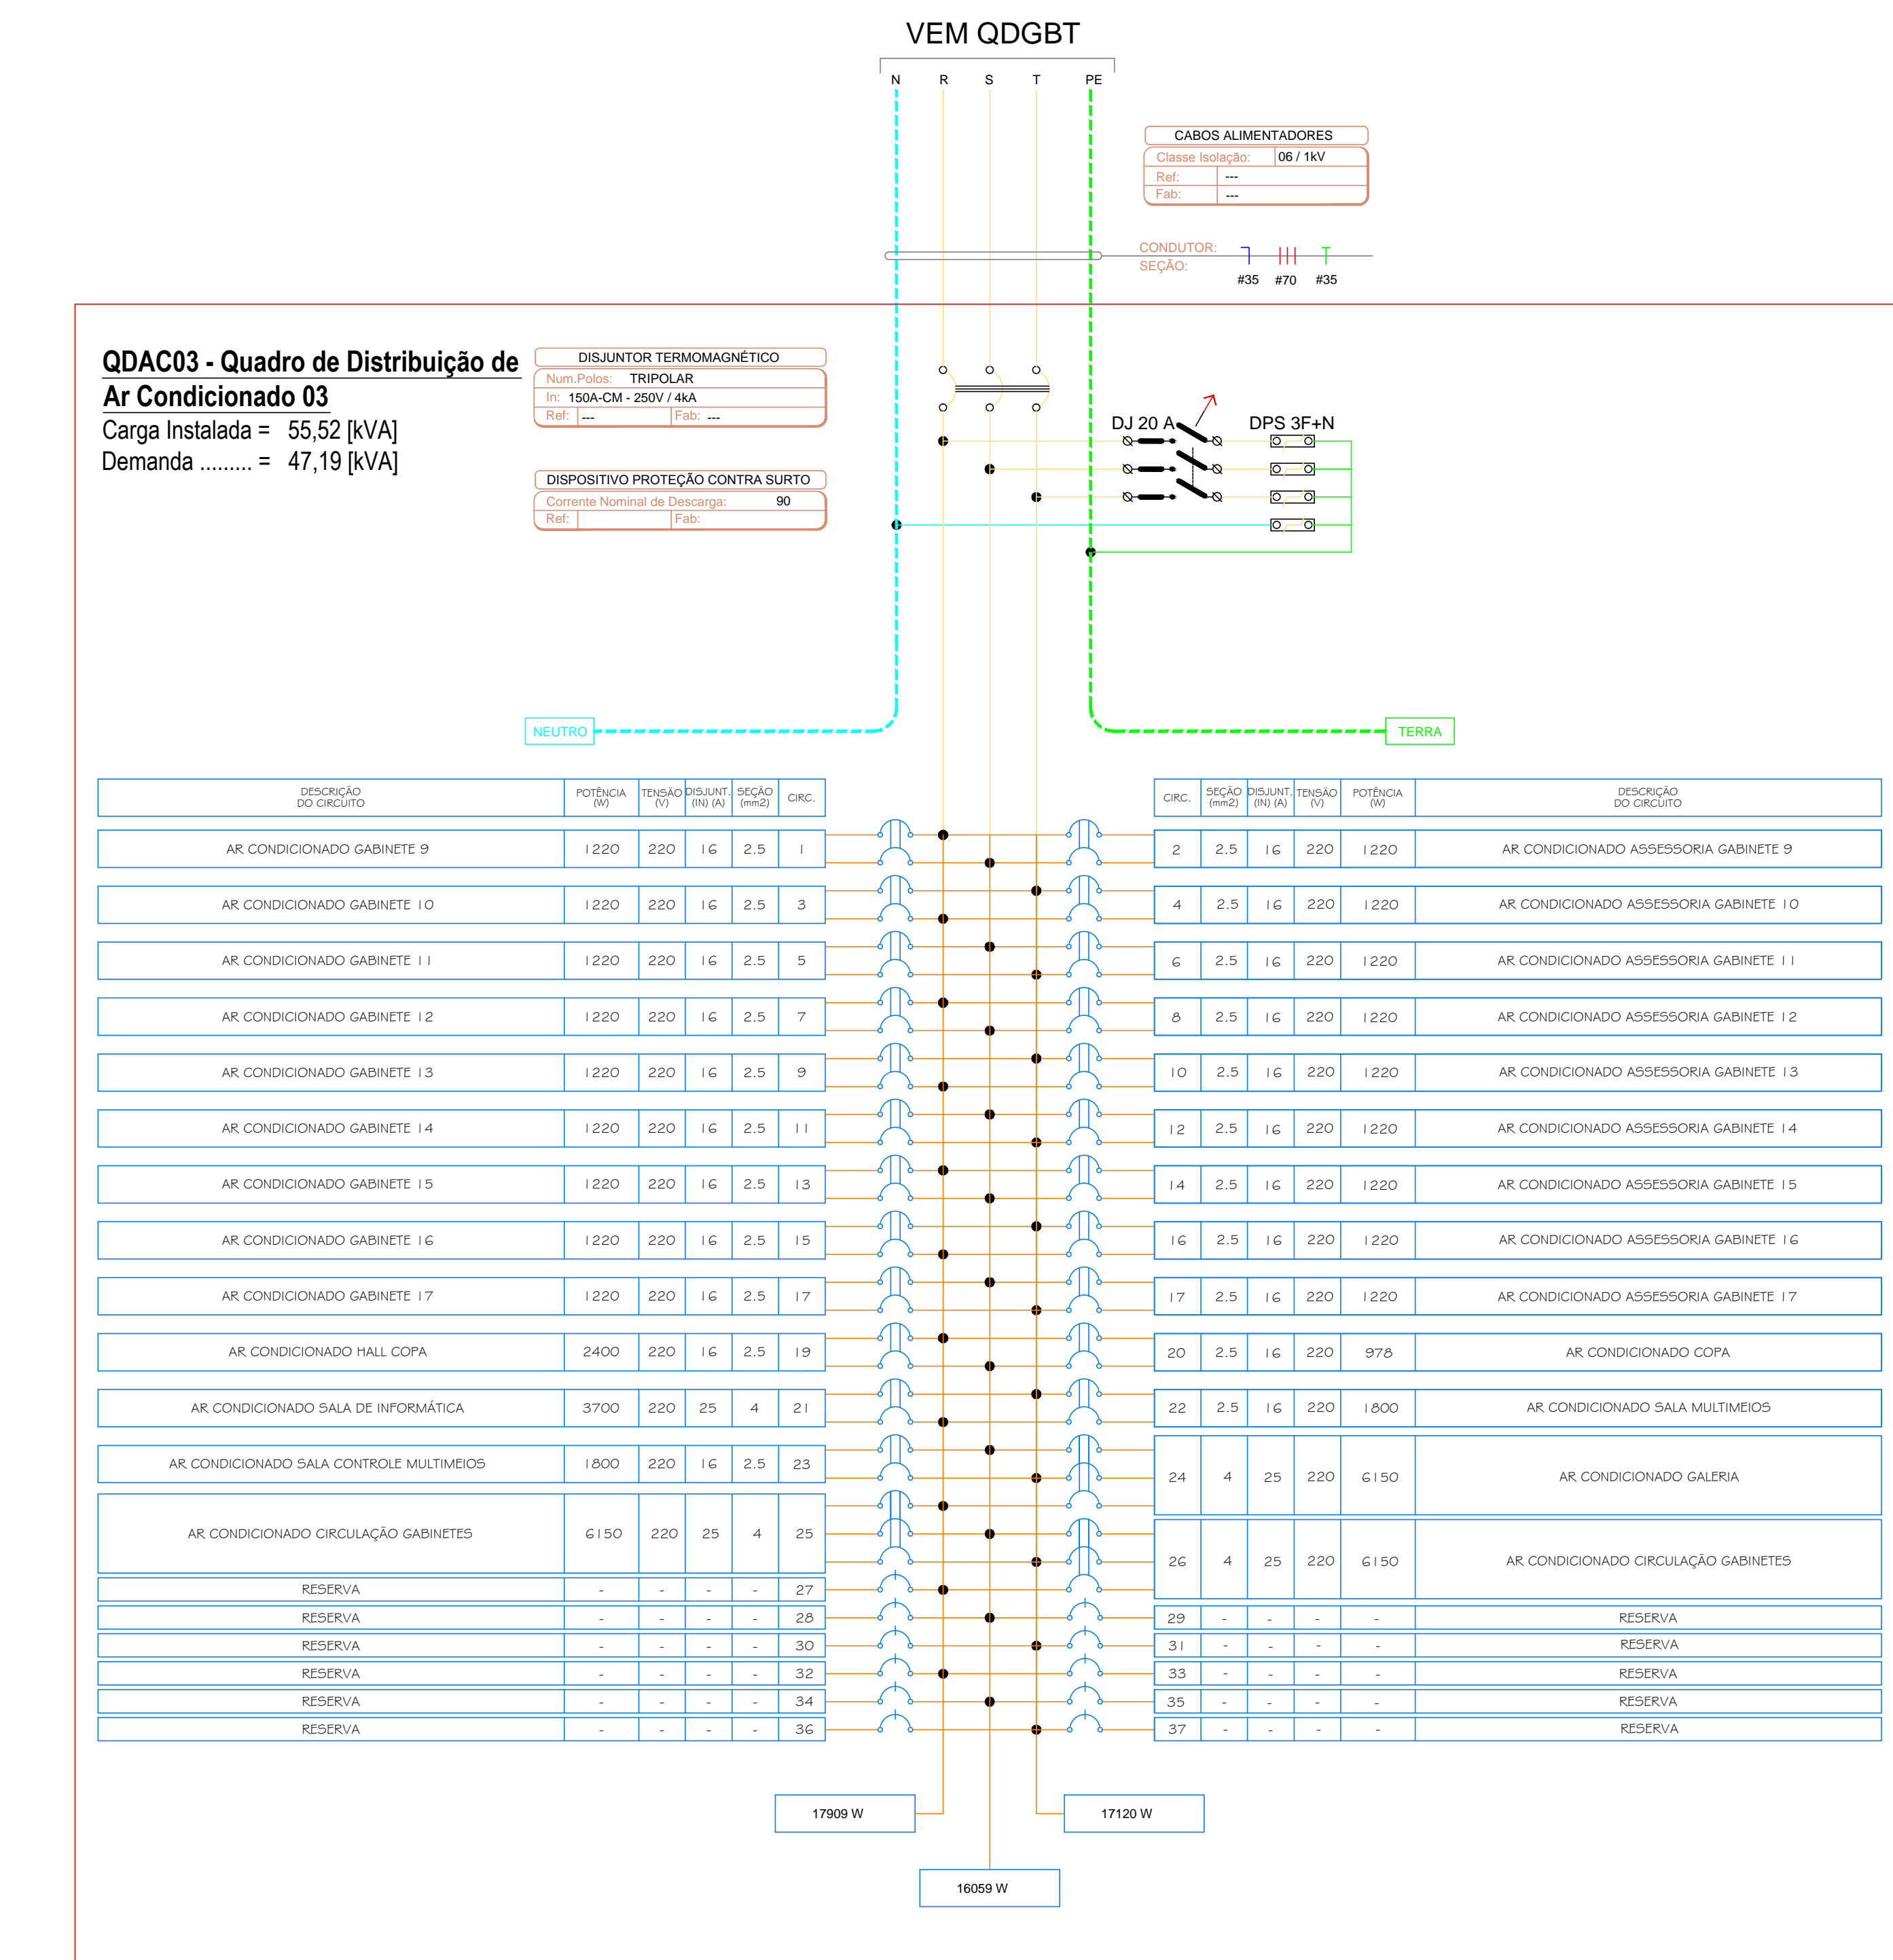 VEM QDGBT
N R S T PE
CABOS ALIMENTADORES
Classe Isolação: 06 / 1kV
Ref: ---
Fab: ---
CONDUTOR:
SEÇÃO:
#35 #70 #35
QDAC03 - Quadro de Distribuição de
Ar Condicionado 03
Carga Instalada = 55,52 [kVA]
Demanda ......... = 47,19 [kVA]
DISJUNTOR TERMOMAGNÉTICO
Num.Polos: TRIPOLAR
In: 150A-CM - 250V / 4kA
Ref: --- Fab: ---
DISPOSITIVO PROTEÇÃO CONTRA SURTO
Corrente Nominal de Descarga: 90
Ref: Fab:
DJ 20 A DPS 3F+N
NEUTRO TERRA
DESCRIÇÃO DO CIRCUITO POTÊNCIA (W) TENSÃO (V) DISJUNT. (IN) (A) SEÇÃO (mm2) CIRC. CIRC. SEÇÃO (mm2) DISJUNT. (IN) (A) TENSÃO (V) POTÊNCIA (W) DESCRIÇÃO DO CIRCUITO
AR CONDICIONADO GABINETE 9 1220 220 16 2.5 1 2 2.5 16 220 1220 AR CONDICIONADO ASSESSORIA GABINETE 9
AR CONDICIONADO GABINETE 10 1220 220 16 2.5 3 4 2.5 16 220 1220 AR CONDICIONADO ASSESSORIA GABINETE 10
AR CONDICIONADO GABINETE 11 1220 220 16 2.5 5 6 2.5 16 220 1220 AR CONDICIONADO ASSESSORIA GABINETE 11
AR CONDICIONADO GABINETE 12 1220 220 16 2.5 7 8 2.5 16 220 1220 AR CONDICIONADO ASSESSORIA GABINETE 12
AR CONDICIONADO GABINETE 13 1220 220 16 2.5 9 10 2.5 16 220 1220 AR CONDICIONADO ASSESSORIA GABINETE 13
AR CONDICIONADO GABINETE 14 1220 220 16 2.5 11 12 2.5 16 220 1220 AR CONDICIONADO ASSESSORIA GABINETE 14
AR CONDICIONADO GABINETE 15 1220 220 16 2.5 13 14 2.5 16 220 1220 AR CONDICIONADO ASSESSORIA GABINETE 15
AR CONDICIONADO GABINETE 16 1220 220 16 2.5 15 16 2.5 16 220 1220 AR CONDICIONADO ASSESSORIA GABINETE 16
AR CONDICIONADO GABINETE 17 1220 220 16 2.5 17 17 2.5 16 220 1220 AR CONDICIONADO ASSESSORIA GABINETE 17
AR CONDICIONADO HALL COPA 2400 220 16 2.5 19 20 2.5 16 220 978 AR CONDICIONADO COPA
AR CONDICIONADO SALA DE INFORMÁTICA 3700 220 25 4 21 22 2.5 16 220 1800 AR CONDICIONADO SALA MULTIMEIOS
AR CONDICIONADO SALA CONTROLE MULTIMEIOS 1800 220 16 2.5 23 24 4 25 220 6150 AR CONDICIONADO GALERIA
AR CONDICIONADO CIRCULAÇÃO GABINETES 6150 220 25 4 25 26 4 25 220 6150 AR CONDICIONADO CIRCULAÇÃO GABINETES
RESERVA - - - - 27
RESERVA - - - - 28 29 - - - - RESERVA
RESERVA - - - - 30 31 - - - - RESERVA
RESERVA - - - - 32 33 - - - - RESERVA
RESERVA - - - - 34 35 - - - - RESERVA
RESERVA - - - - 36 37 - - - - RESERVA
17909 W 17120 W
16059 W